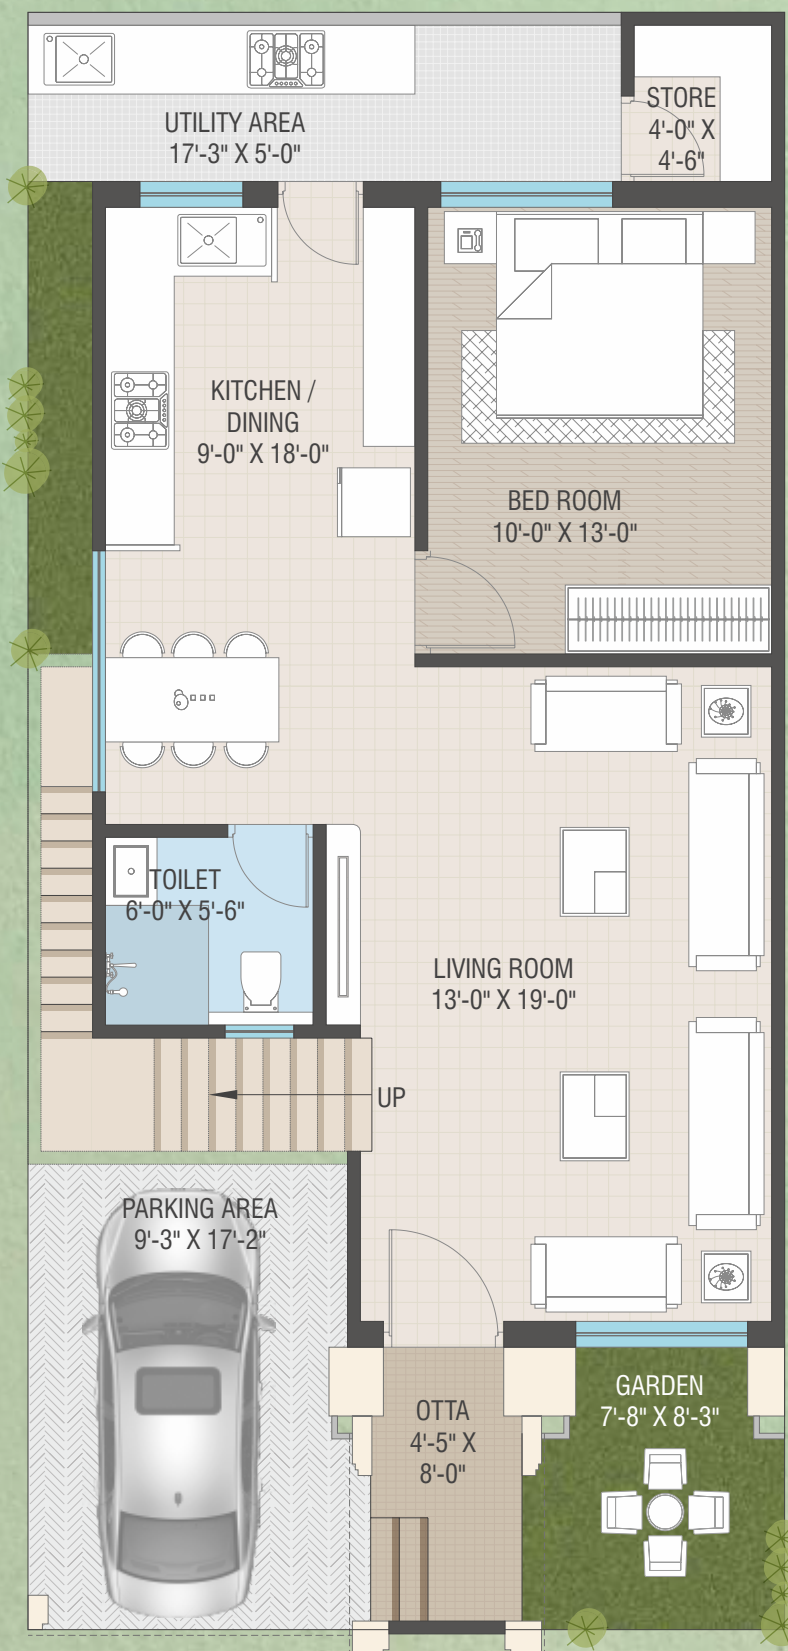 UTILITY AREA
17'-3" X 5'-0"
STORE
4'-0" X
4'-6"
KITCHEN /
DINING
9'-0" X 18'-0"
BED ROOM
10'-0" X 13'-0"
TOILET
6'-0" X 5'-6"
LIVING ROOM
13'-0" X 19'-0"
UP
PARKING AREA
9'-3" X 17'-2"
OTTA
4'-5" X
8'-0"
GARDEN
7'-8" X 8'-3"